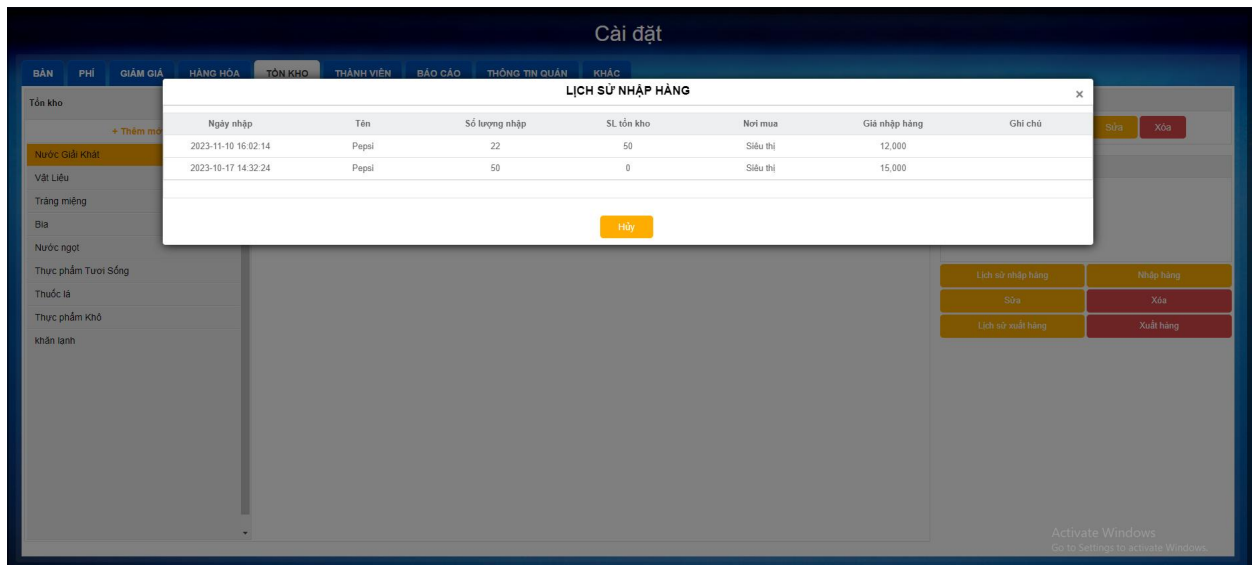 Cài đặt
BÀN PHÍ GIẢM GIÁ HÀNG HÓA TỒN KHO THÀNH VIÊN BÁO CÁO THÔNG TIN QUÁN KHÁC
LỊCH SỬ NHẬP HÀNG ×
Tồn kho
Ngày nhập Tên Số lượng nhập SL tồn kho Nơi mua Giá nhập hàng Ghi chú
+ Thêm mớ Sửa Xóa
2023-11-10 16:02:14 Pepsi 22 50 Siêu thị 12,000
Nước Giải Khát
2023-10-17 14:32:24 Pepsi 50 0 Siêu thị 15,000
Vật Liệu
Tráng miệng
Bia
Hủy
Nước ngọt
Thực phẩm Tươi Sống
Lịch sử nhập hàng Nhập hàng
Thuốc lá
Sửa Xóa
Thực phẩm Khô
Lịch sử xuất hàng Xuất hàng
khăn lạnh
Activate Windows
Go to Settings to activate Windows.